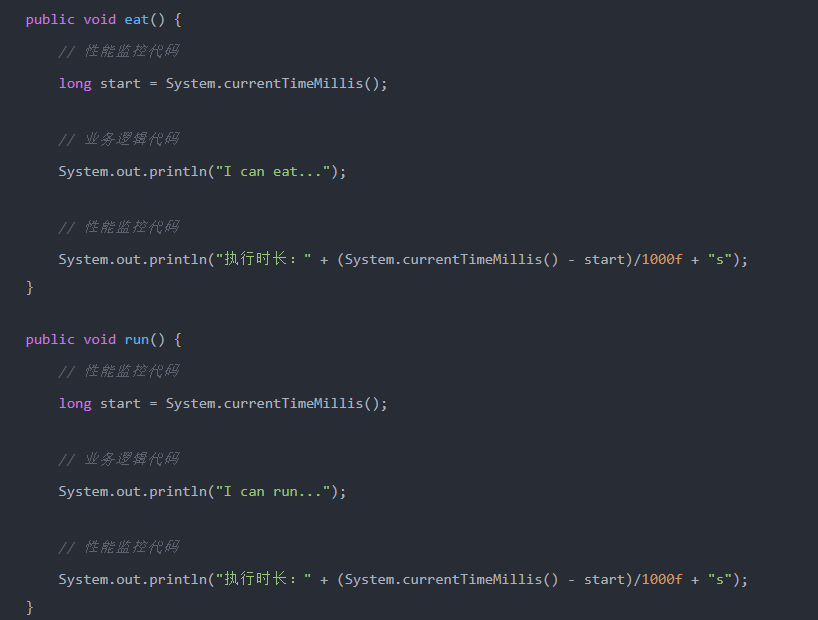 public void eat() {
// 性能监控代码
long start = System.currentTimeMillis();
// 业务逻辑代码
System.out.println("I can eat...");
// 性能监控代码
System.out.println("执行时长：" + (System.currentTimeMillis() - start)/1000f + "s");
}
public void run() {
// 性能监控代码
long start = System.currentTimeMillis();
// 业务逻辑代码
System.out.println("I can run...");
// 性能监控代码
System.out.println("执行时长：" + (System.currentTimeMillis() - start)/1000f + "s");
}